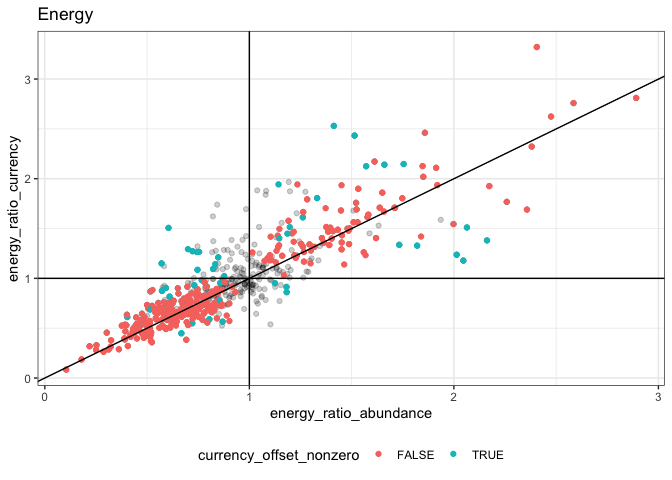 Energy
energy_ratio_currency
3
2
1
0
0
1
2
3
energy_ratio_abundance
currency_offset_nonzero
FALSE
TRUE